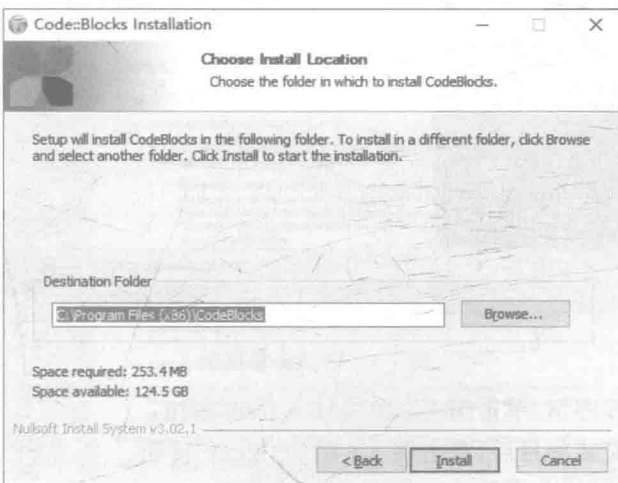 Code::Blocks Installation
Choose Install Location
Choose the folder in which to install CodeBlocks.
Setup will install CodeBlocks in the following folder. To install in a different folder, click Browse
and select another folder. Click Install to start the installation.
Destination Folder
C:\Program Files (x86)\CodeBlocks
Browse...
Space required: 253.4 MB
Space available: 124.5 GB
Nullsoft Install System v3.02.1
< Back
Install
Cancel